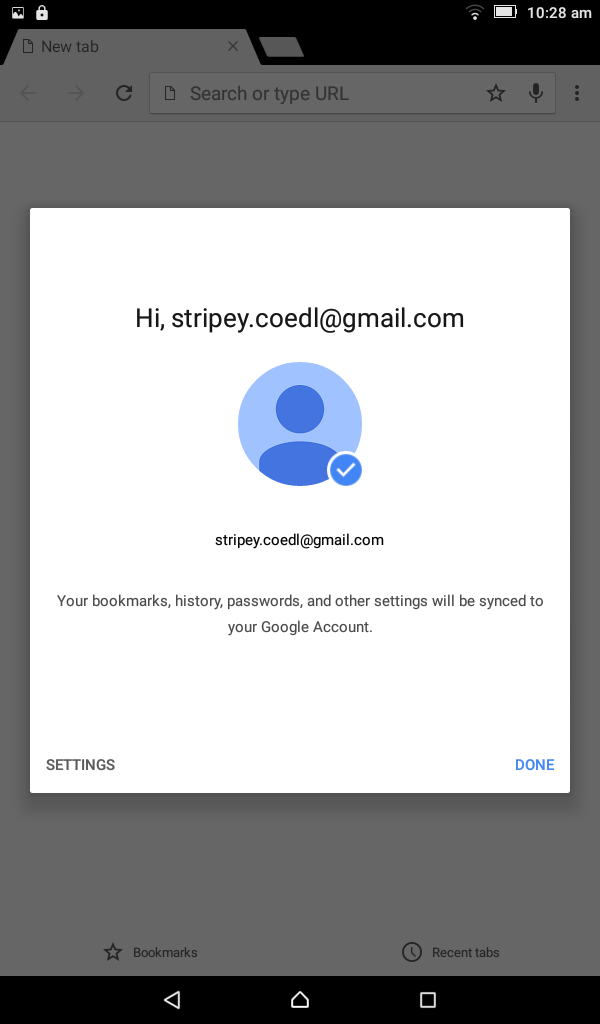 10:28 am
New tab
Search or type URL
Hi, stripey.coedl@gmail.com
stripey.coedl@gmail.com
Your bookmarks, history, passwords, and other settings will be synced to
your Google Account.
SETTINGS
DONE
Bookmarks
Recent tabs